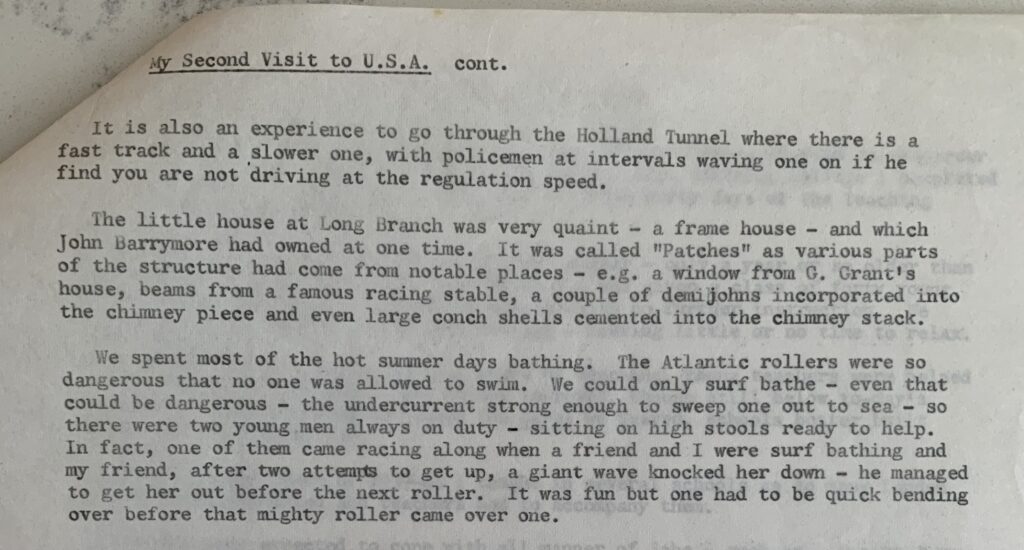 My Second Visit to U.S.A. cont.
It is also an experience to go through the Holland Tunnel where there is a
fast track and a slower one, with policemen at intervals waving one on if he
find you are not driving at the regulation speed.
The little house at Long Branch was very quaint - a frame house - and which
John Barrymore had owned at one time. It was called "Patches" as various parts
of the structure had come from notable places - e.g. a window from G. Grant's
house, beams from a famous racing stable, a couple of demijohns incorporated into
the chimney piece and even large conch shells cemented into the chimney stack.
We spent most of the hot summer days bathing. The Atlantic rollers were so
dangerous that no one was allowed to swim. We could only surf bathe - even that
could be dangerous - the undercurrent strong enough to sweep one out to sea - so
there were two young men always on duty - sitting on high stools ready to help.
In fact, one of them came racing along when a friend and I were surf bathing and
my friend, after two attempts to get up, a giant wave knocked her down - he managed
to get her out before the next roller. It was fun but one had to be quick bending
over before that mighty roller came over one.